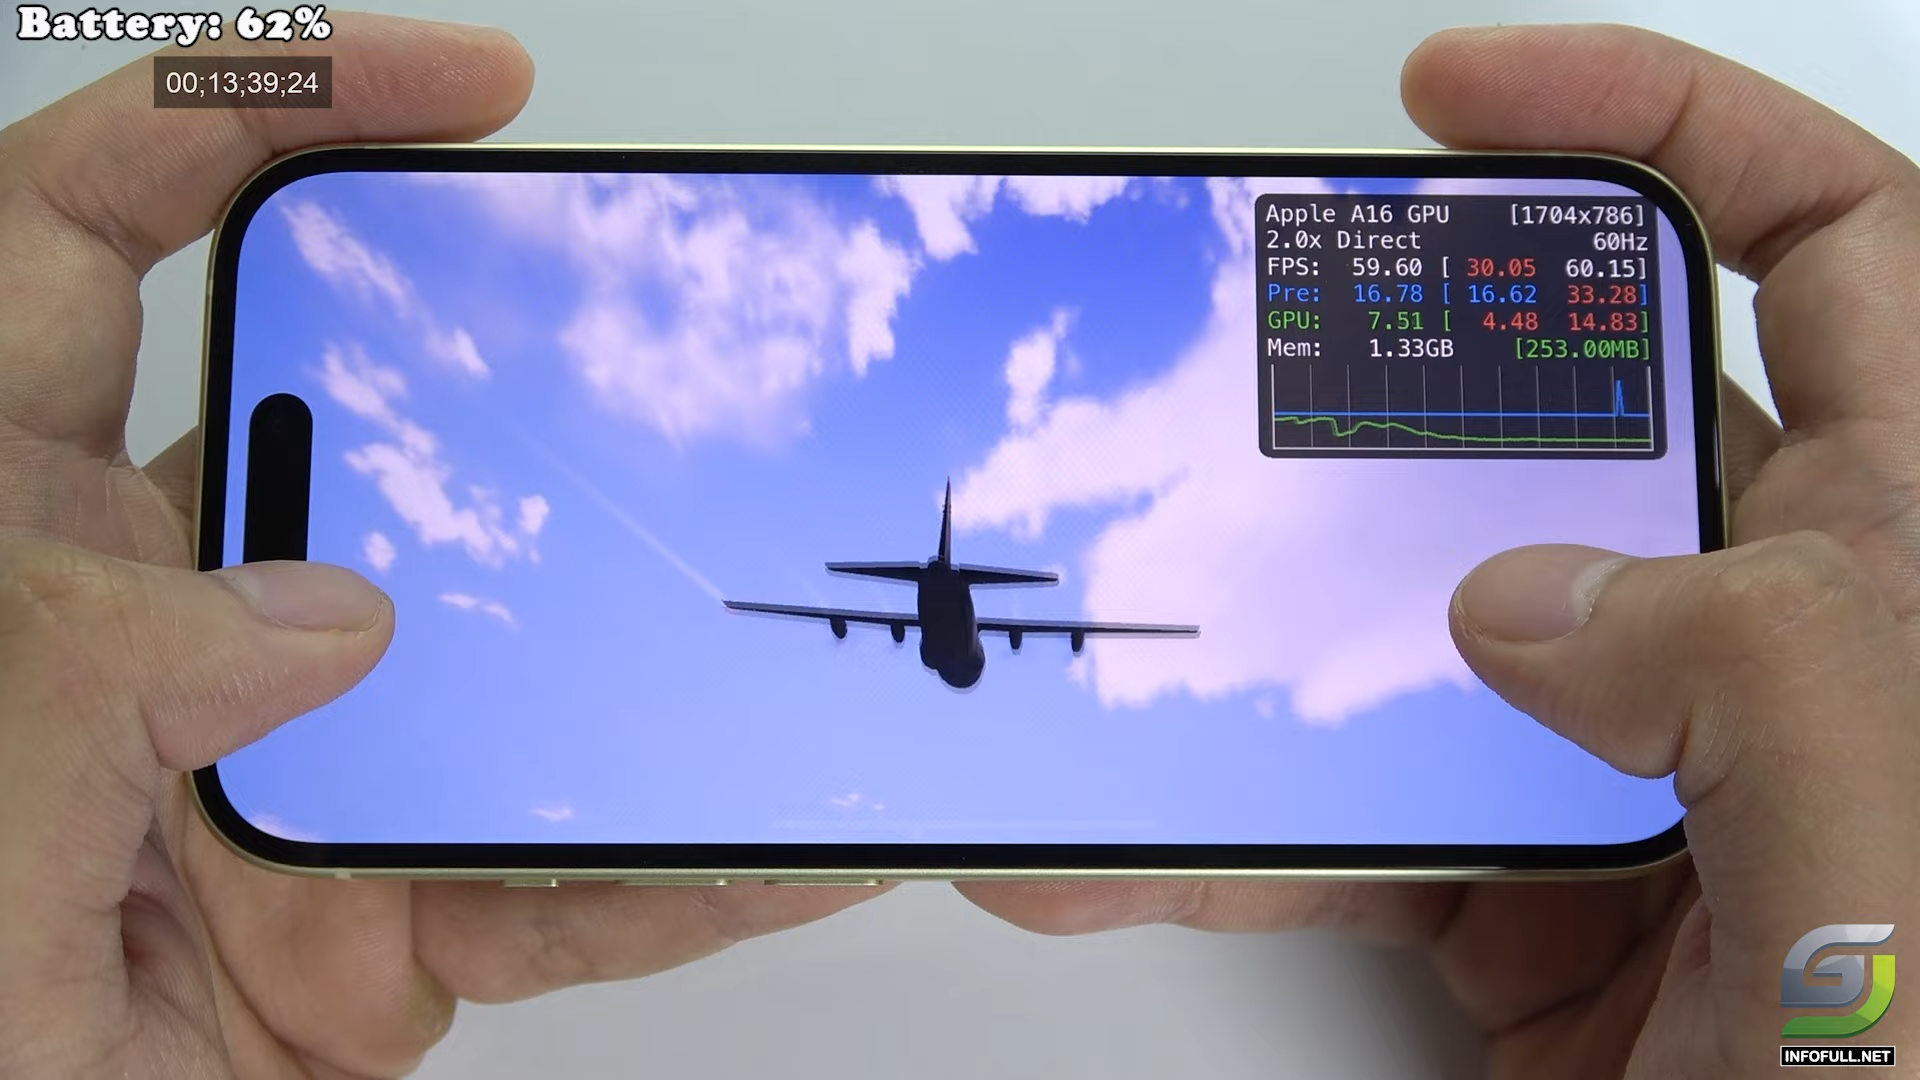 Battery: 62%
00;13;39;24
Apple A16 GPU [1704x786]
2.0x Direct 60Hz
FPS: 59.60 [ 30.05 60.15]
Pre: 16.78 [ 16.62 33.28]
GPU: 7.51 [ 4.48 14.83]
Mem: 1.33GB [253.00MB]
INFOFULL.NET